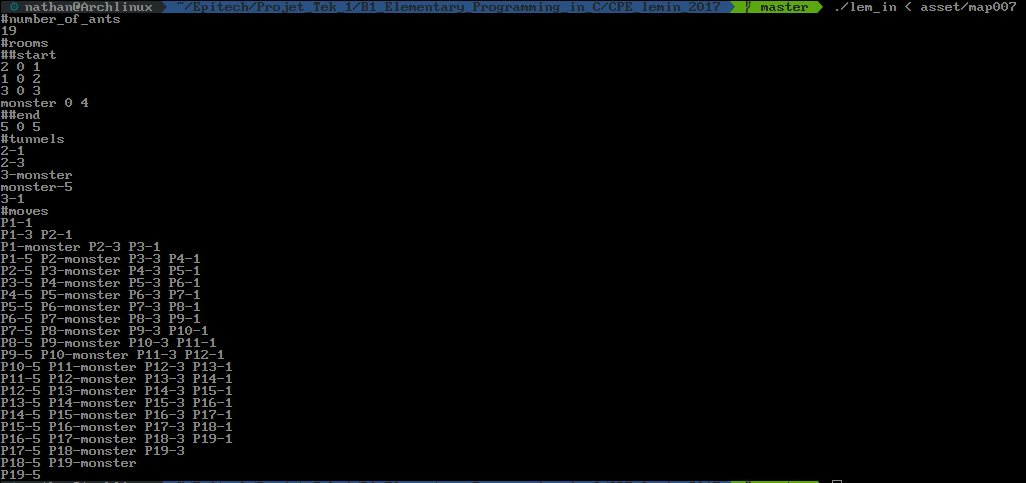 nathan@Archlinux ~/Epitech/Projet_Tek_1/B1_Elementary_Programming_in_C/CPE_lemin_2017 master ./lem_in < asset/map007
#number_of_ants
19
#rooms
##start
2 0 1
1 0 2
3 0 3
monster 0 4
##end
5 0 5
#tunnels
2-1
2-3
3-monster
monster-5
3-1
#moves
P1-1
P1-3 P2-1
P1-monster P2-3 P3-1
P1-5 P2-monster P3-3 P4-1
P2-5 P3-monster P4-3 P5-1
P3-5 P4-monster P5-3 P6-1
P4-5 P5-monster P6-3 P7-1
P5-5 P6-monster P7-3 P8-1
P6-5 P7-monster P8-3 P9-1
P7-5 P8-monster P9-3 P10-1
P8-5 P9-monster P10-3 P11-1
P9-5 P10-monster P11-3 P12-1
P10-5 P11-monster P12-3 P13-1
P11-5 P12-monster P13-3 P14-1
P12-5 P13-monster P14-3 P15-1
P13-5 P14-monster P15-3 P16-1
P14-5 P15-monster P16-3 P17-1
P15-5 P16-monster P17-3 P18-1
P16-5 P17-monster P18-3 P19-1
P17-5 P18-monster P19-3
P18-5 P19-monster
P19-5